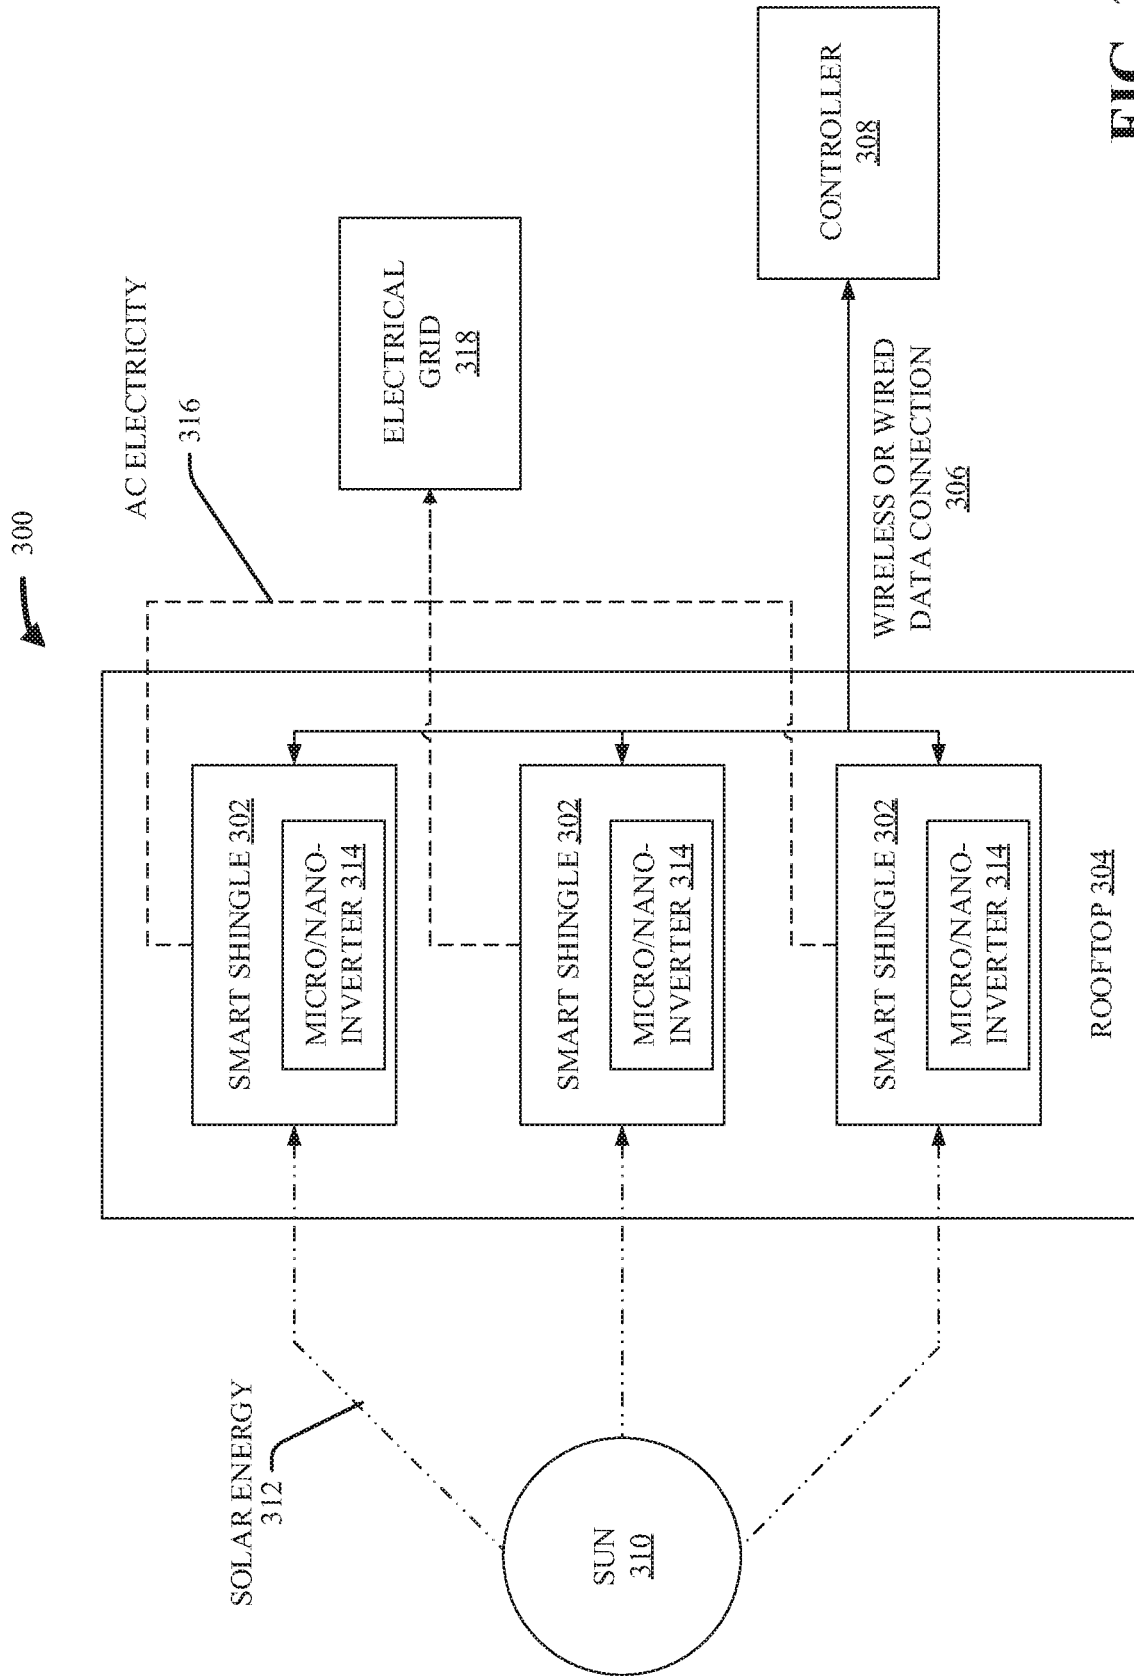 300
SOLAR ENERGY
312
AC ELECTRICITY
316
SUN
310
SMART SHINGLE 302
MICRO/NANO-
INVERTER 314
SMART SHINGLE 302
MICRO/NANO-
INVERTER 314
SMART SHINGLE 302
MICRO/NANO-
INVERTER 314
ROOFTOP 304
ELECTRICAL
GRID
318
WIRELESS OR WIRED
DATA CONNECTION
306
CONTROLLER
308
FIG.